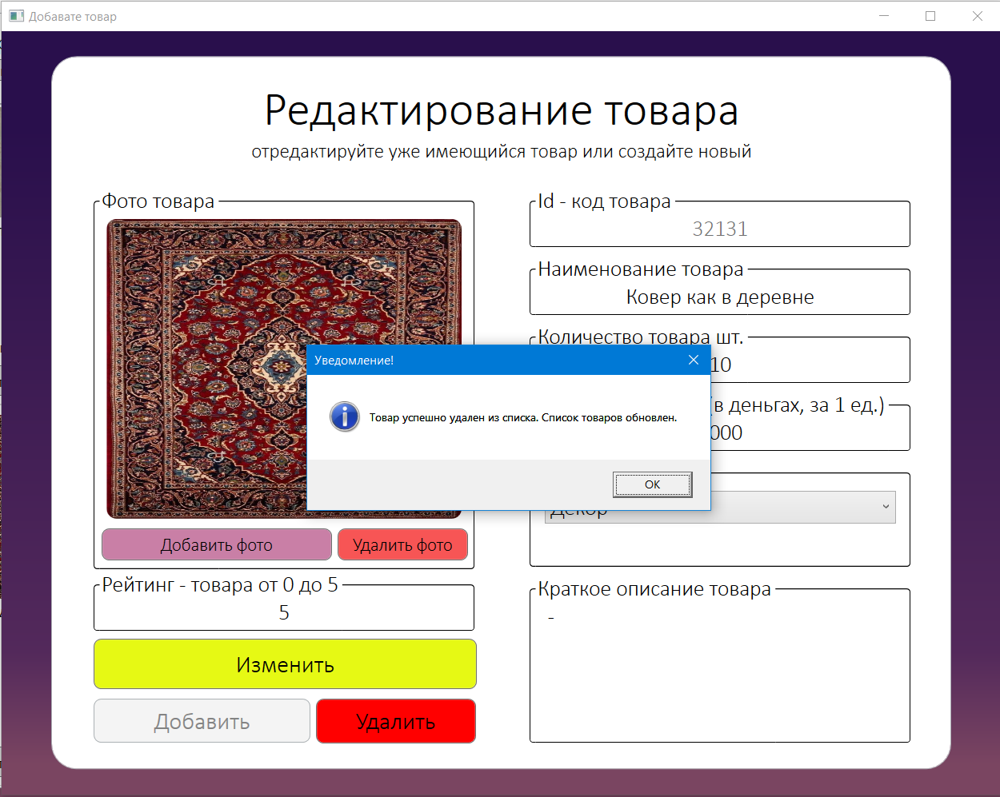 Добавате товар
Редактирование товара
отредактируйте уже имеющийся товар или создайте новый
Фото товара
Добавить фото
Удалить фото
Рейтинг - товара от 0 до 5
5
Изменить
Добавить
Удалить
Id - код товара
32131
Наименование товара
Ковер как в деревне
Количество товара шт.
10
(в деньгах, за 1 ед.)
000
Декор
Краткое описание товара
-
Уведомление!
Товар успешно удален из списка. Список товаров обновлен.
OK